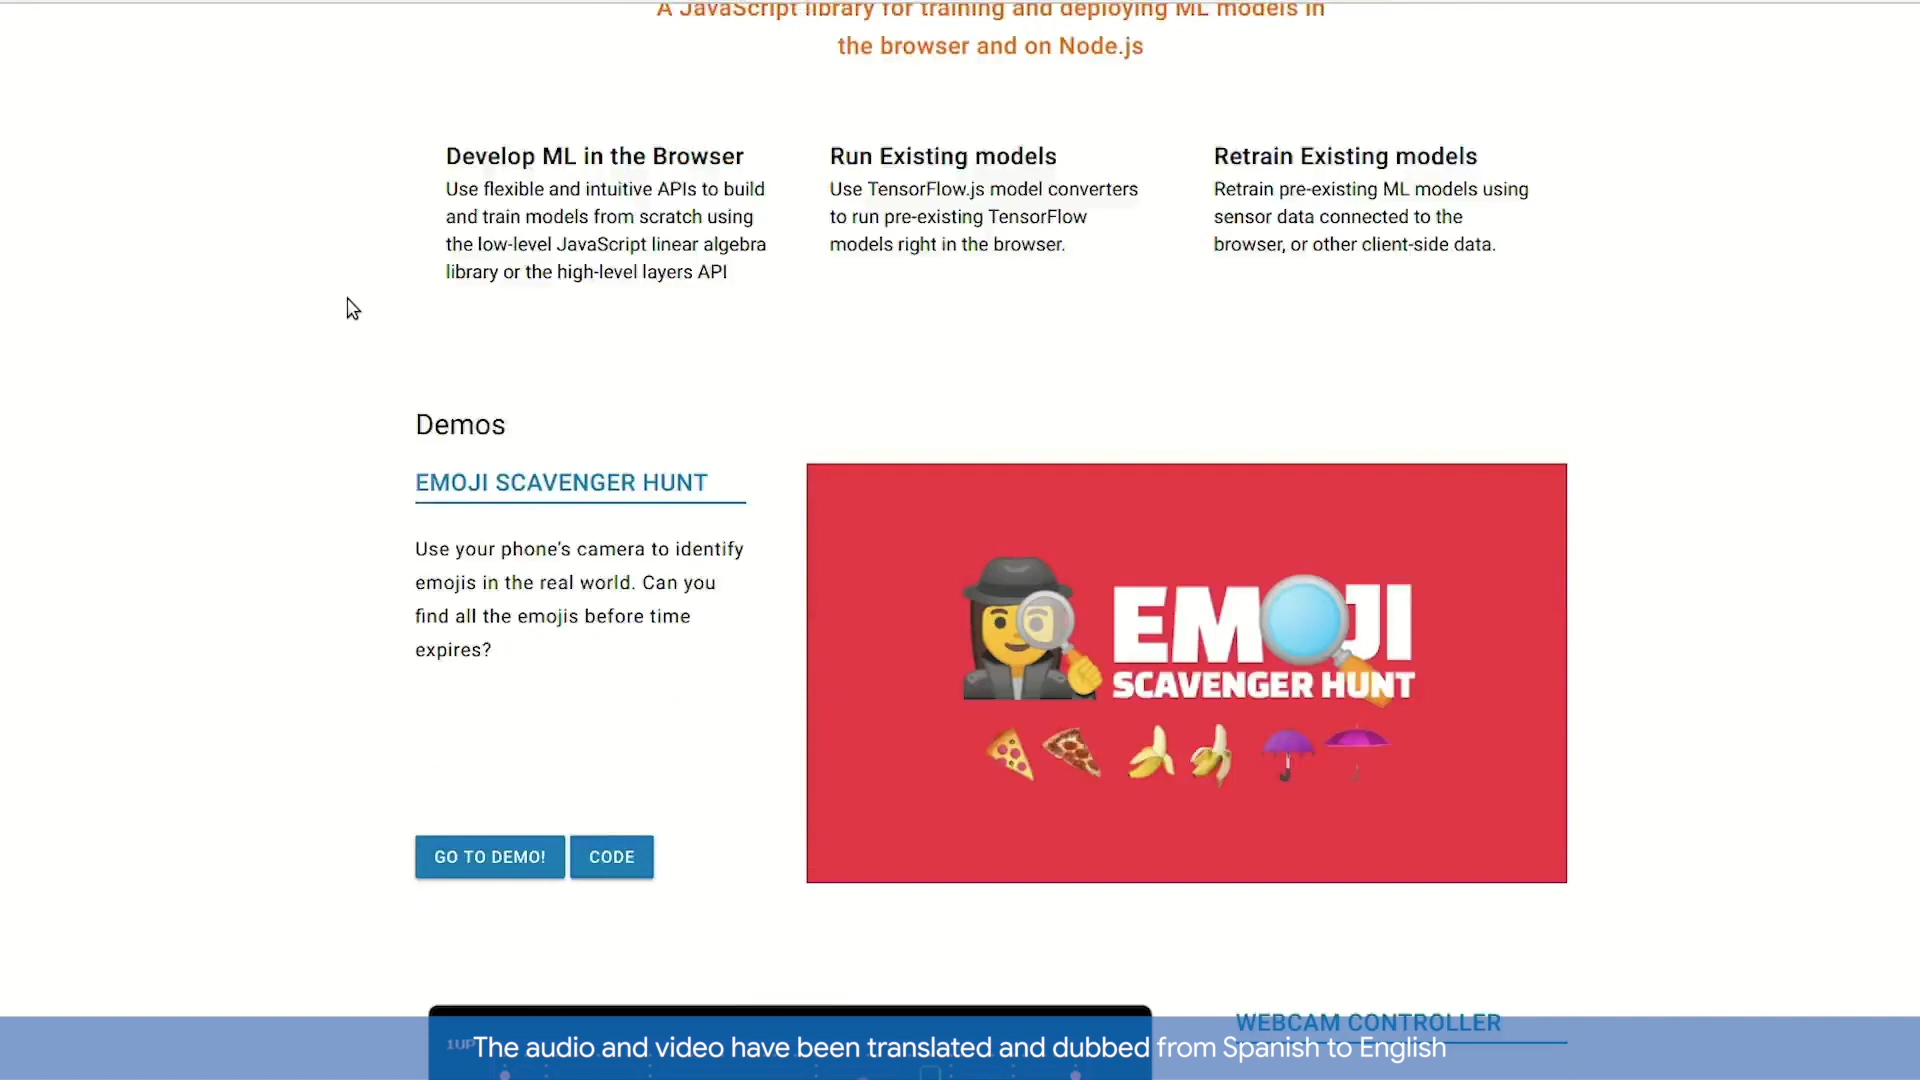 A JavaScript library for training and deploying ML models in
the browser and on Node.js
Develop ML in the Browser
Use flexible and intuitive APIs to build
and train models from scratch using
the low-level JavaScript linear algebra
library or the high-level layers API
Run Existing models
Use TensorFlow.js model converters
to run pre-existing TensorFlow
models right in the browser.
Retrain Existing models
Retrain pre-existing ML models using
sensor data connected to the
browser, or other client-side data.
Demos
EMOJI SCAVENGER HUNT
Use your phone's camera to identify
emojis in the real world. Can you
find all the emojis before time
expires?
GO TO DEMO!
CODE
EMOJI
SCAVENGER HUNT
WEBCAM CONTROLLER
1UP
The audio and video have been translated and dubbed from Spanish to English